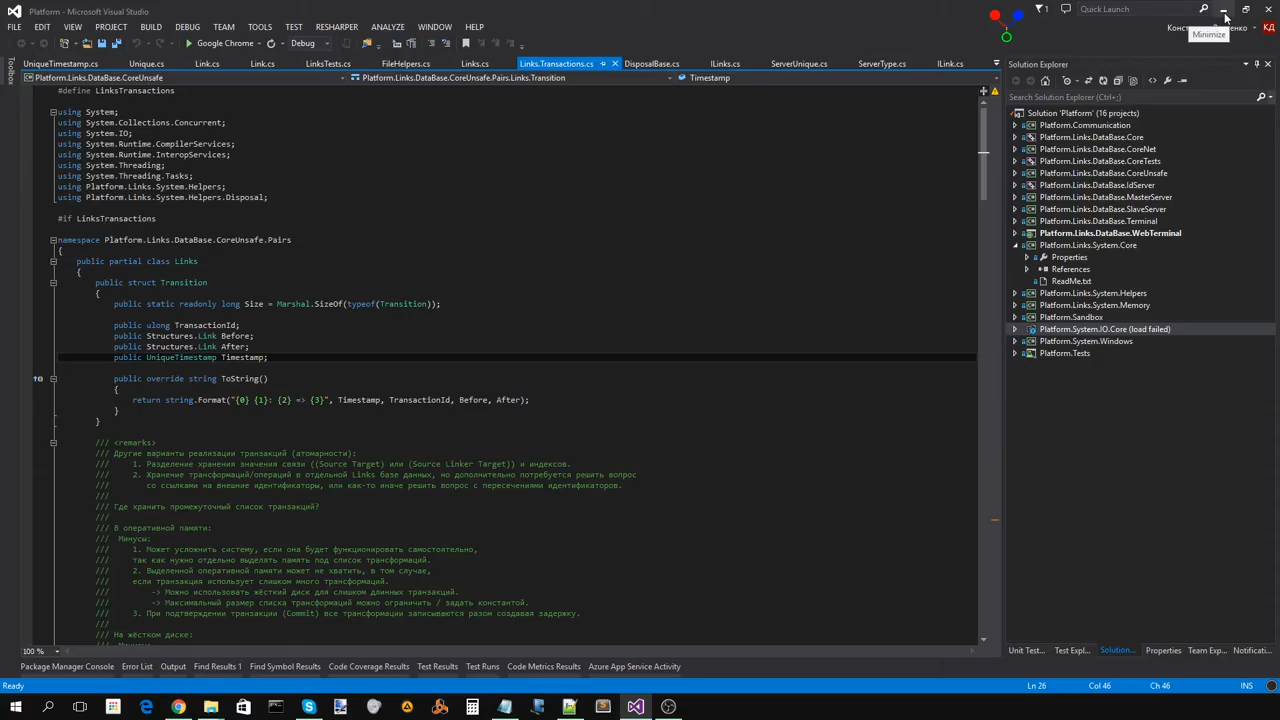 Platform - Microsoft Visual Studio
1
Quick Launch
FILE EDIT VIEW PROJECT BUILD DEBUG TEAM TOOLS TEST RESHARPER ANALYZE WINDOW HELP
КД
Minimize
Google Chrome Debug
Toolbox
UniqueTimestamp.cs Unique.cs Link.cs Link.cs LinksTests.cs FileHelpers.cs Links.Transactions.cs DisposalBase.cs ILinks.cs ServerUnique.cs ServerType.cs ILink.cs
Platform.Links.DataBase.CoreUnsafe Platform.Links.DataBase.CoreUnsafe.Pairs.Links.Transition Timestamp
#define LinksTransactions
using System;
using System.Collections.Concurrent;
using System.IO;
using System.Runtime.CompilerServices;
using System.Runtime.InteropServices;
using System.Threading;
using System.Threading.Tasks;
using Platform.Links.System.Helpers;
using Platform.Links.System.Helpers.Disposal;
#if LinksTransactions
namespace Platform.Links.DataBase.CoreUnsafe.Pairs
{
public partial class Links
{
public struct Transition
{
public static readonly long Size = Marshal.SizeOf(typeof(Transition));
public ulong TransactionId;
public Structures.Link Before;
public Structures.Link After;
public UniqueTimestamp Timestamp;
public override string ToString()
{
return string.Format("{0} {1}: {2} => {3}", Timestamp, TransactionId, Before, After);
}
}
/// <remarks>
/// Другие варианты реализации транзакций (атомарности):
/// 1. Разделение хранения значения связи ((Source Target) или (Source Linker Target)) и индексов.
/// 2. Хранение трансформаций/операций в отдельной Links базе данных, но дополнительно потребуется решить вопрос
/// со ссылками на внешние идентификаторы, или как-то иначе решить вопрос с пересечениями идентификаторов.
///
/// Где хранить промежуточный список транзакций?
///
/// В оперативной памяти:
/// Минусы:
/// 1. Может усложнить систему, если она будет функционировать самостоятельно,
/// так как нужно отдельно выделять память под список трансформаций.
/// 2. Выделенной оперативной памяти может не хватить, в том случае,
/// если транзакция использует слишком много трансформаций.
/// -> Можно использовать жёсткий диск для слишком длинных транзакций.
/// -> Максимальный размер списка трансформаций можно ограничить / задать константой.
/// 3. При подтверждении транзакции (Commit) все трансформации записываются разом создавая задержку.
///
/// На жёстком диске:
100 %
Solution Explorer
Search Solution Explorer (Ctrl+;)
Solution 'Platform' (16 projects)
Platform.Communication
Platform.Links.DataBase.Core
Platform.Links.DataBase.CoreNet
Platform.Links.DataBase.CoreTests
Platform.Links.DataBase.CoreUnsafe
Platform.Links.DataBase.IdServer
Platform.Links.DataBase.MasterServer
Platform.Links.DataBase.SlaveServer
Platform.Links.DataBase.Terminal
Platform.Links.DataBase.WebTerminal
Platform.Links.System.Core
Properties
References
ReadMe.txt
Platform.Links.System.Helpers
Platform.Links.System.Memory
Platform.Sandbox
Platform.System.IO.Core (load failed)
Platform.System.Windows
Platform.Tests
Unit Test... Test Expl... Solution... Properties Team Exp... Notificati...
Package Manager Console Error List Output Find Results 1 Find Symbol Results Code Coverage Results Test Results Test Runs Code Metrics Results Azure App Service Activity
Ready Ln 26 Col 46 Ch 46 INS